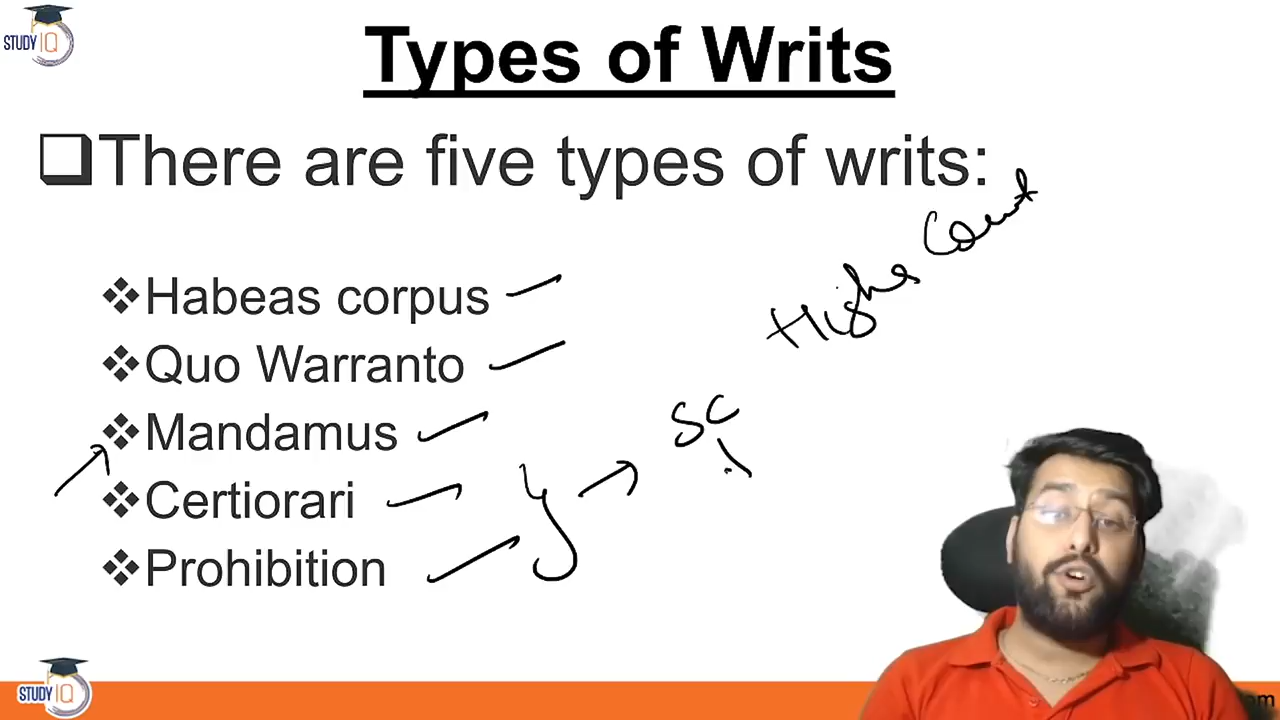 STUDY IQ
Types of Writs
There are five types of writs:
Habeas corpus
Quo Warranto
Mandamus
Certiorari
Prohibition
SC
High Court
STUDY IQ
om